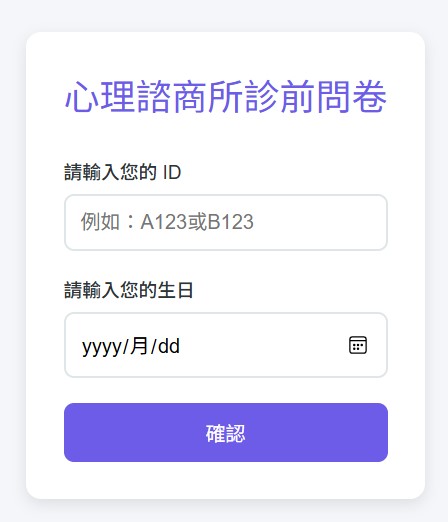 心理諮商所診前問卷
請輸入您的 ID
例如：A123或B123
請輸入您的生日
yyyy/月/dd
確認